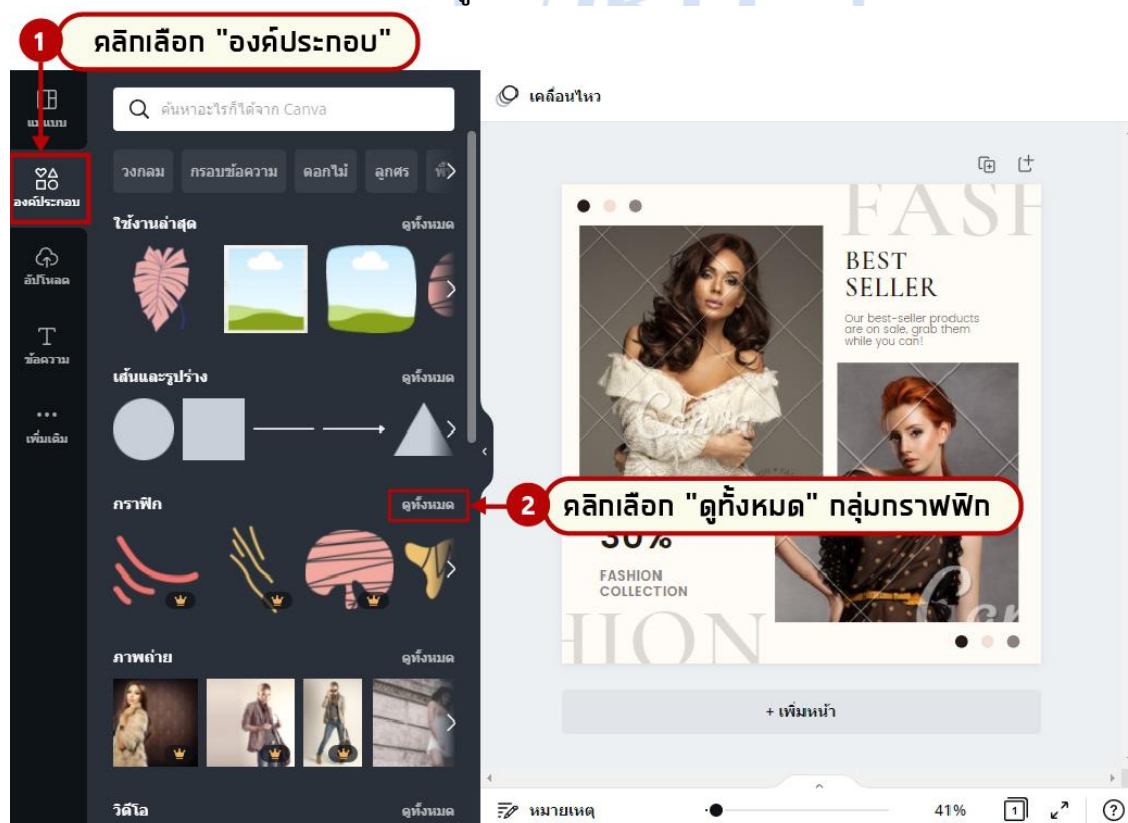 1 คลิกเลือก "องค์ประกอบ"
ค้นหาอะไรก็ได้จาก Canva
เคลื่อนไหว
วงกลม กรอบข้อความ ดอกไม้ ลูกศร
องค์ประกอบ
ใช้งานล่าสุด ดูทั้งหมด
อัปโหลด
ข้อความ
เส้นและรูปร่าง ดูทั้งหมด
เพิ่มเติม
กราฟิก ดูทั้งหมด
2 คลิกเลือก "ดูทั้งหมด" กลุ่มกราฟฟิก
ภาพถ่าย ดูทั้งหมด
วิดีโอ ดูทั้งหมด
FASH
BEST
SELLER
Our best-seller products
are on sale, grab them
while you can!
Canva
30%
FASHION
COLLECTION
HION
+ เพิ่มหน้า
หมายเหตุ 41% 1 ?